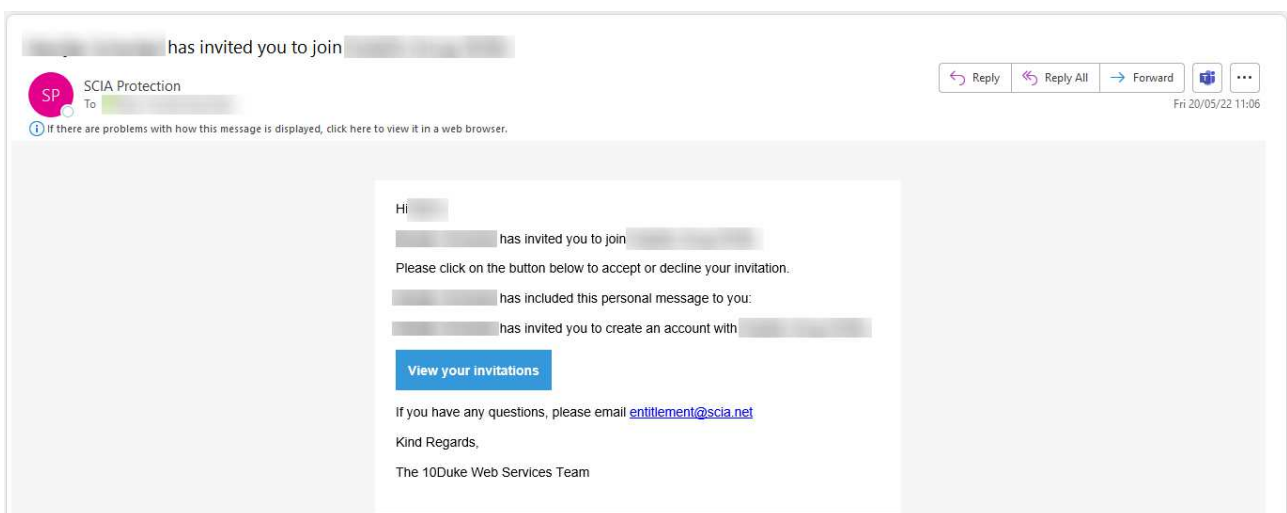 has invited you to join
SP
SCIA Protection
To
Reply
Reply All
Forward
Fri 20/05/22 11:06
If there are problems with how this message is displayed, click here to view it in a web browser.
Hi
has invited you to join
Please click on the button below to accept or decline your invitation.
has included this personal message to you:
has invited you to create an account with
View your invitations
If you have any questions, please email entitlement@scia.net
Kind Regards,
The 10Duke Web Services Team